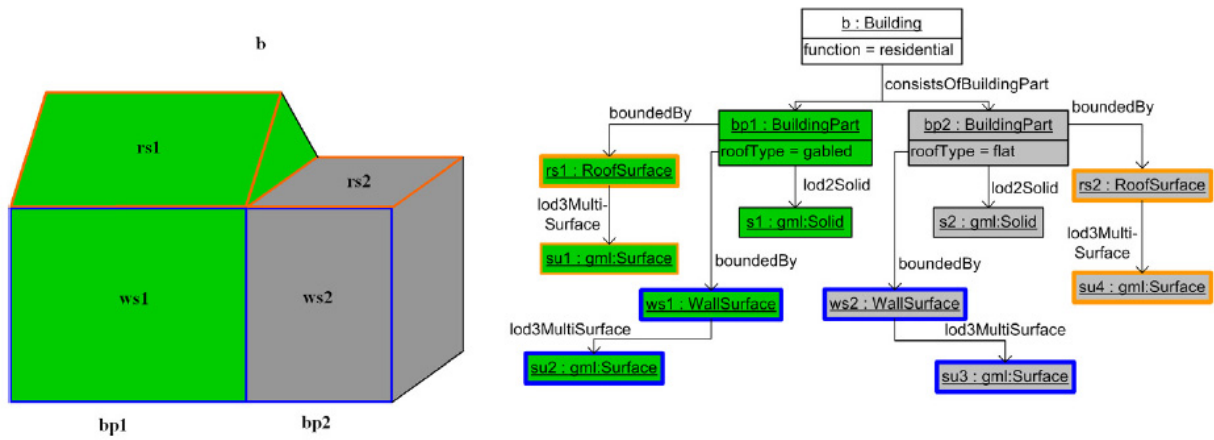 b
rs1
rs2
ws1
ws2
bp1
bp2
b : Building
function = residential
consistsOfBuildingPart
boundedBy
bp1 : BuildingPart
roofType = gabled
bp2 : BuildingPart
roofType = flat
boundedBy
rs1 : RoofSurface
lod2Solid
lod2Solid
rs2 : RoofSurface
lod3Multi-
Surface
s1 : gml:Solid
s2 : gml:Solid
lod3Multi-
Surface
su1 : gml:Surface
boundedBy
boundedBy
su4 : gml:Surface
ws1 : WallSurface
ws2 : WallSurface
lod3MultiSurface
lod3MultiSurface
su2 : gml:Surface
su3 : gml:Surface